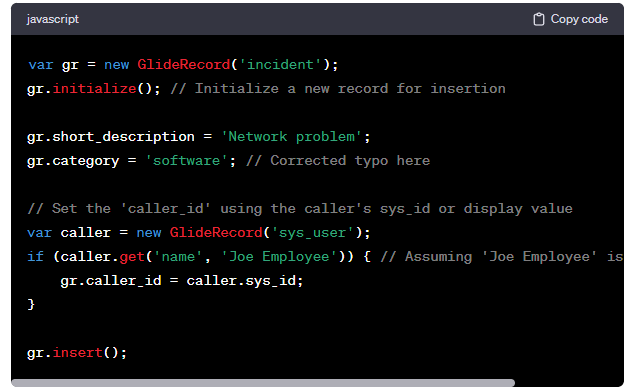 javascript
Copy code
var gr = new GlideRecord('incident');
gr.initialize(); // Initialize a new record for insertion
gr.short_description = 'Network problem';
gr.category = 'software'; // Corrected typo here
// Set the 'caller_id' using the caller's sys_id or display value
var caller = new GlideRecord('sys_user');
if (caller.get('name', 'Joe Employee')) { // Assuming 'Joe Employee' is
    gr.caller_id = caller.sys_id;
}
gr.insert();